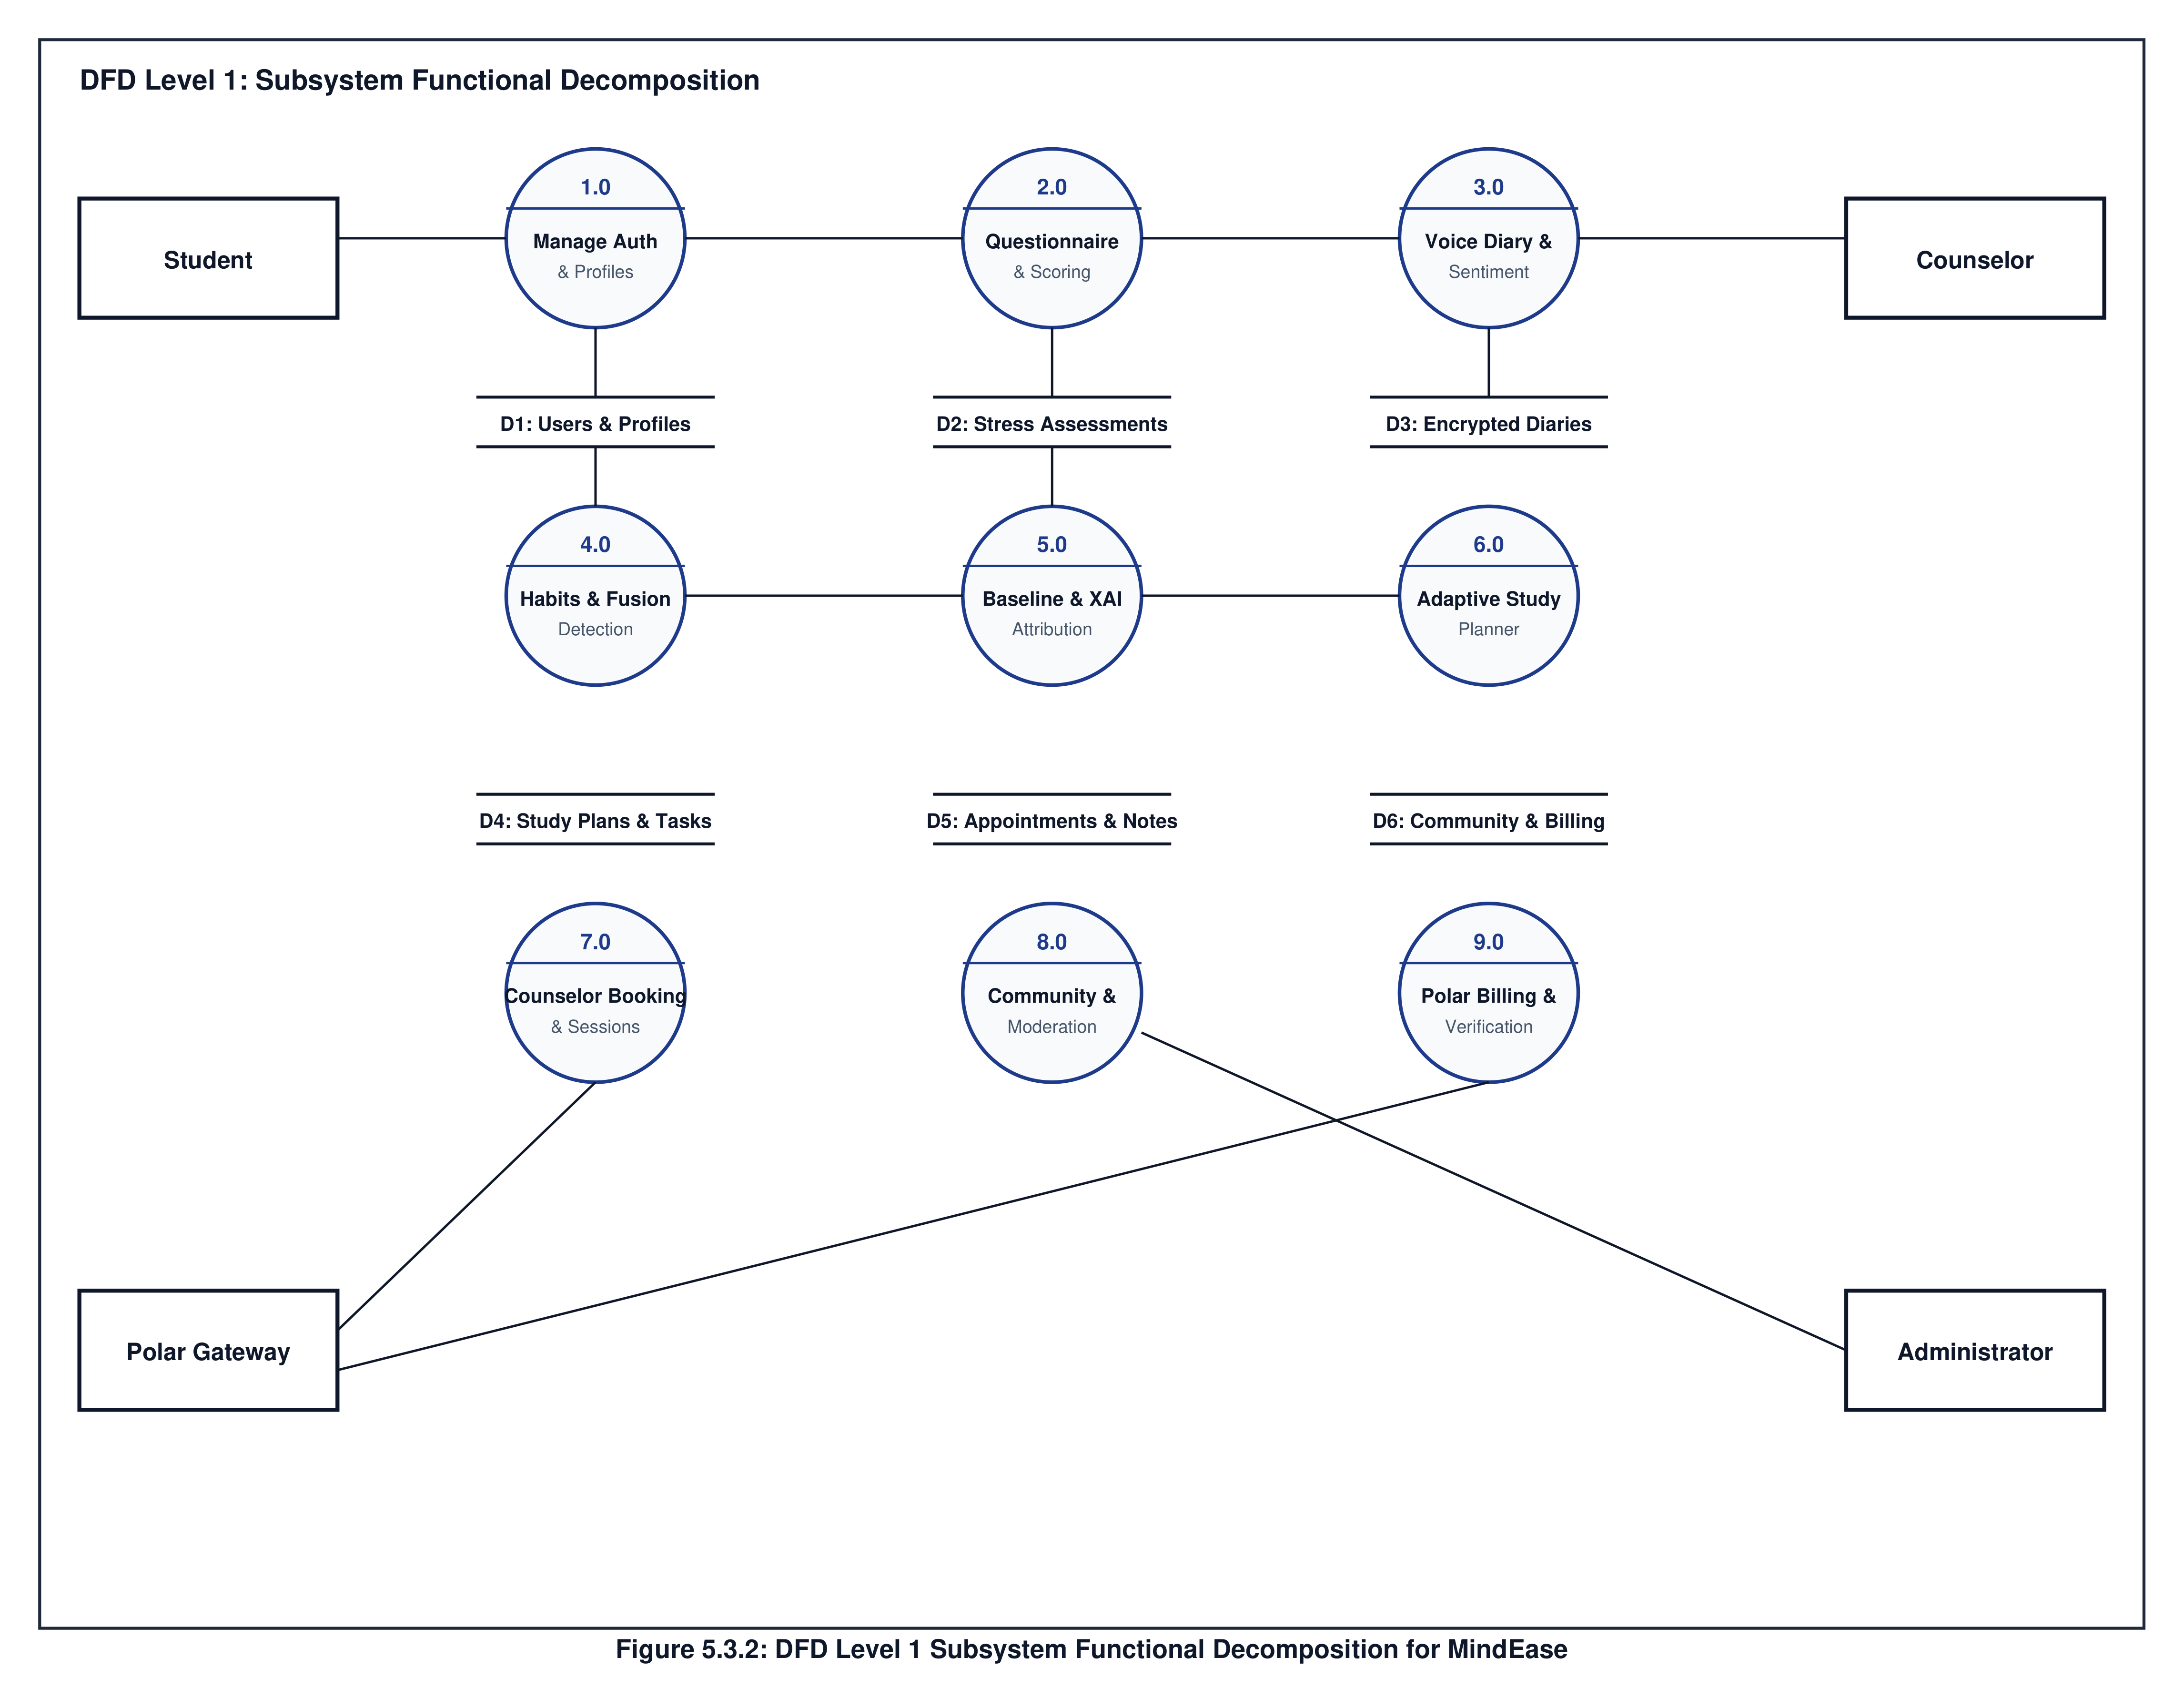 DFD Level 1: Subsystem Functional Decomposition
1.0
Manage Auth
& Profiles
2.0
Questionnaire
& Scoring
3.0
Voice Diary &
Sentiment
Student
Counselor
D1: Users & Profiles
D2: Stress Assessments
D3: Encrypted Diaries
4.0
Habits & Fusion
Detection
5.0
Baseline & XAI
Attribution
6.0
Adaptive Study
Planner
D4: Study Plans & Tasks
D5: Appointments & Notes
D6: Community & Billing
7.0
Counselor Booking
& Sessions
8.0
Community &
Moderation
9.0
Polar Billing &
Verification
Polar Gateway
Administrator
Figure 5.3.2: DFD Level 1 Subsystem Functional Decomposition for MindEase